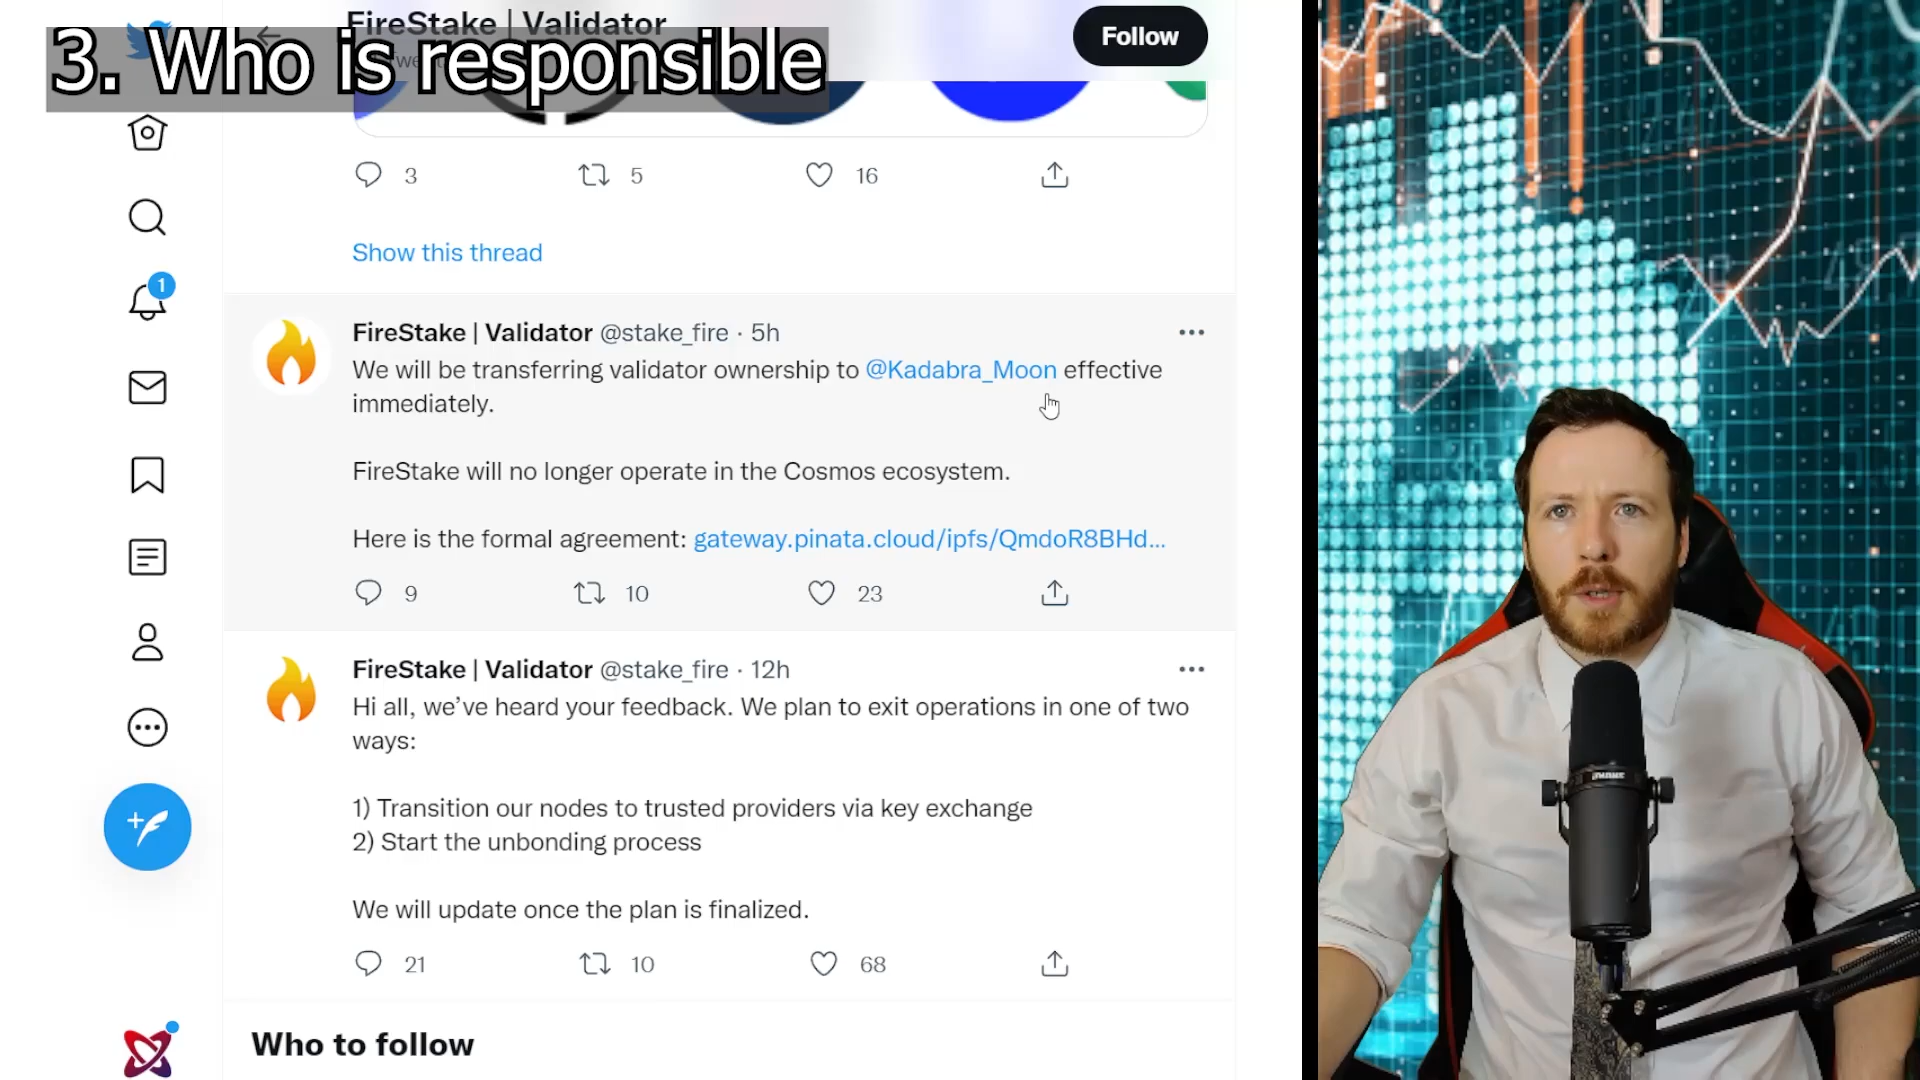 FireStake | Validator
3. Who is responsible
Follow
3
5
16
Show this thread
1
FireStake | Validator @stake_fire · 5h
We will be transferring validator ownership to @Kadabra_Moon effective
immediately.
FireStake will no longer operate in the Cosmos ecosystem.
Here is the formal agreement: gateway.pinata.cloud/ipfs/QmdoR8BHd...
9
10
23
FireStake | Validator @stake_fire · 12h
Hi all, we’ve heard your feedback. We plan to exit operations in one of two
ways:
1) Transition our nodes to trusted providers via key exchange
2) Start the unbonding process
We will update once the plan is finalized.
21
10
68
Who to follow